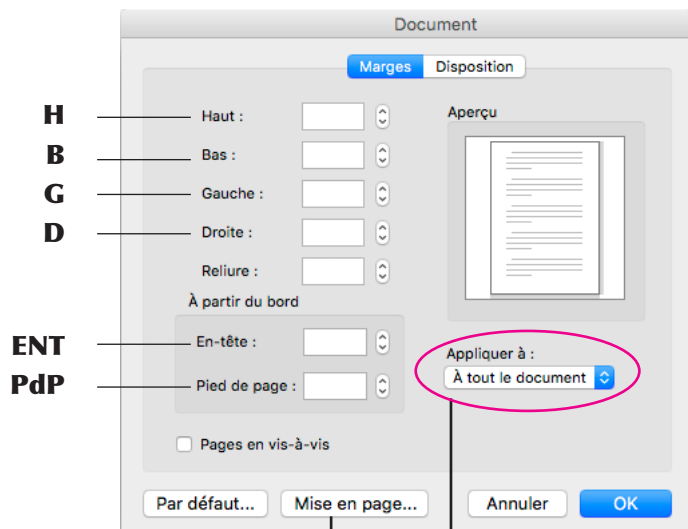 Document
Marges Disposition
H Haut : Aperçu
B Bas :
G Gauche :
D Droite :
Reliure :
À partir du bord
ENT En-tête :
Appliquer à :
PdP Pied de page : À tout le document
Pages en vis-à-vis
Par défaut... Mise en page... Annuler OK